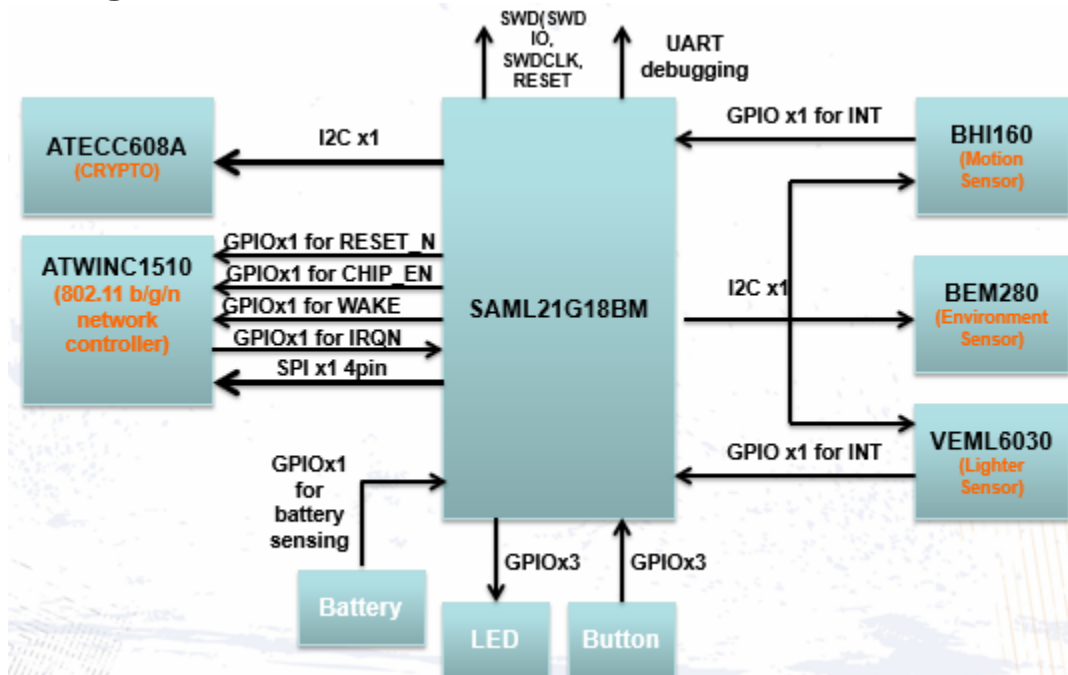 SWD(SWD
IO,
SWDCLK,
RESET
UART
debugging
ATECC608A
(CRYPTO)
I2C x1
GPIO x1 for INT
BHI160
(Motion
Sensor)
ATWINC1510
(802.11 b/g/n
network
controller)
GPIOx1 for RESET_N
GPIOx1 for CHIP_EN
GPIOx1 for WAKE
GPIOx1 for IRQN
SPI x1 4pin
SAML21G18BM
I2C x1
BEM280
(Environment
Sensor)
VEML6030
(Lighter
Sensor)
GPIO x1 for INT
GPIOx1
for
battery
sensing
Battery
GPIOx3
LED
GPIOx3
Button